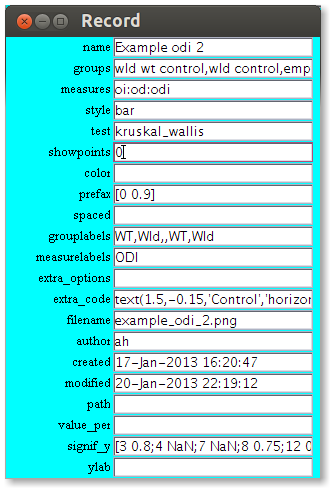 Record
name Example odi 2
groups wld wt control,wld control,emp
measures oi:od:odi
style bar
test kruskal_wallis
showpoints 0
color
prefax [0 0.9]
spaced
grouplabels WT,Wld,,WT,Wld
measurelabels ODI
extra_options
extra_code text(1.5,-0.15,'Control','horizor
filename example_odi_2.png
author ah
created 17-Jan-2013 16:20:47
modified 20-Jan-2013 22:19:12
path
value_per
signif_y [3 0.8;4 NaN;7 NaN;8 0.75;12 0
ylab